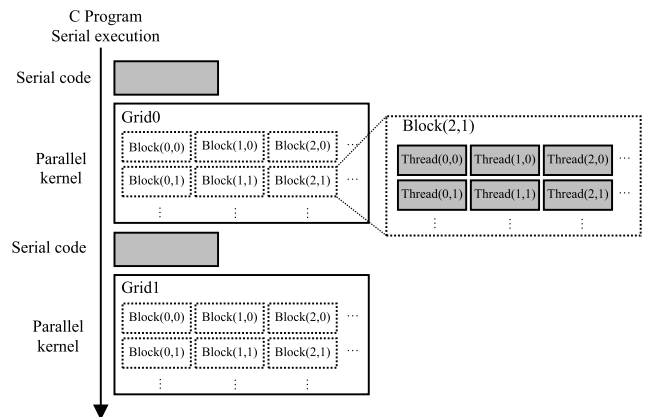 C Program
Serial execution
Serial code
Grid0
Block(2,1)
Block(0,0) Block(1,0) Block(2,0) ...
Thread(0,0) Thread(1,0) Thread(2,0) ...
Parallel
kernel
Block(0,1) Block(1,1) Block(2,1) ...
Thread(0,1) Thread(1,1) Thread(2,1) ...
Serial code
Grid1
Block(0,0) Block(1,0) Block(2,0) ...
Parallel
kernel
Block(0,1) Block(1,1) Block(2,1) ...